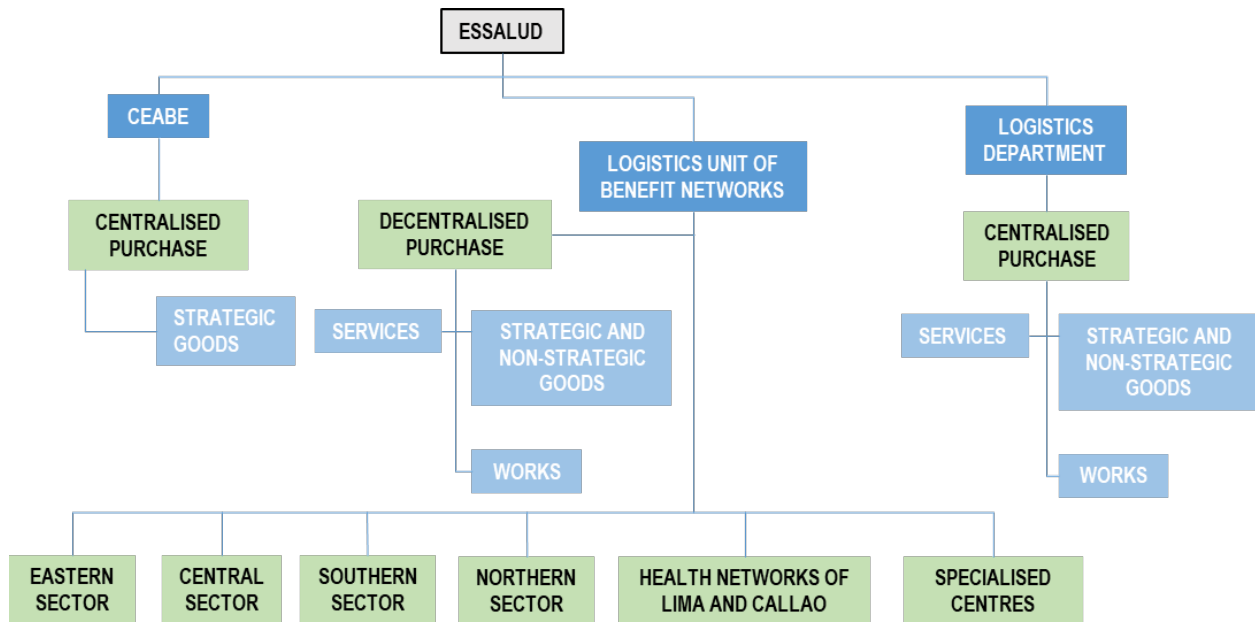 ESSALUD
CEABE
LOGISTICS UNIT OF
BENEFIT NETWORKS
LOGISTICS
DEPARTMENT
CENTRALISED
PURCHASE
DECENTRALISED
PURCHASE
CENTRALISED
PURCHASE
STRATEGIC
GOODS
SERVICES
STRATEGIC AND
NON-STRATEGIC
GOODS
WORKS
SERVICES
STRATEGIC AND
NON-STRATEGIC
GOODS
WORKS
EASTERN
SECTOR
CENTRAL
SECTOR
SOUTHERN
SECTOR
NORTHERN
SECTOR
HEALTH NETWORKS OF
LIMA AND CALLAO
SPECIALISED
CENTRES